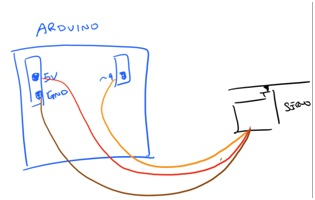 ARDUINO
5V
GND
~9
SERVO